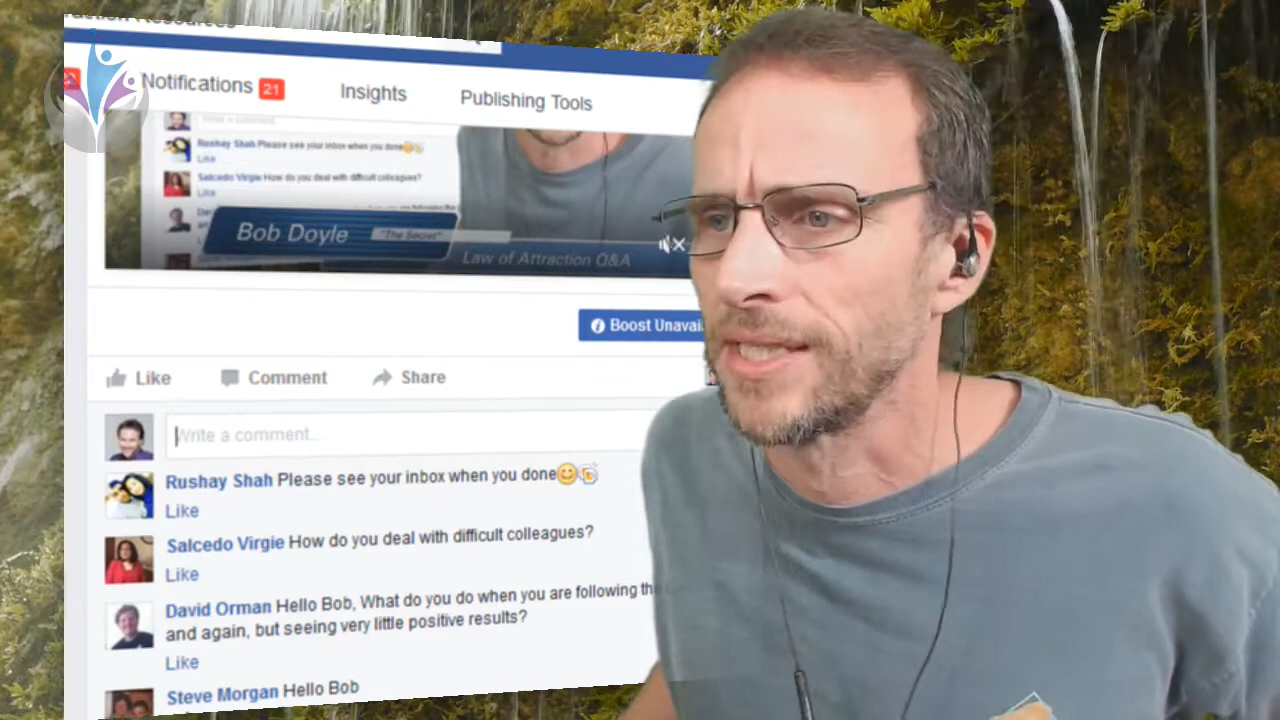 Notifications 21
Insights
Publishing Tools
Rushay Shah Please see your inbox when you done
Like
Salcedo Virgie How do you deal with difficult colleagues?
Like
Bob Doyle
"The Secret"
Law of Attraction Q&A
Boost Unavai
Like
Comment
Share
Write a comment...
Rushay Shah Please see your inbox when you done
Like
Salcedo Virgie How do you deal with difficult colleagues?
Like
David Orman Hello Bob, What do you do when you are following the
and again, but seeing very little positive results?
Like
Steve Morgan Hello Bob